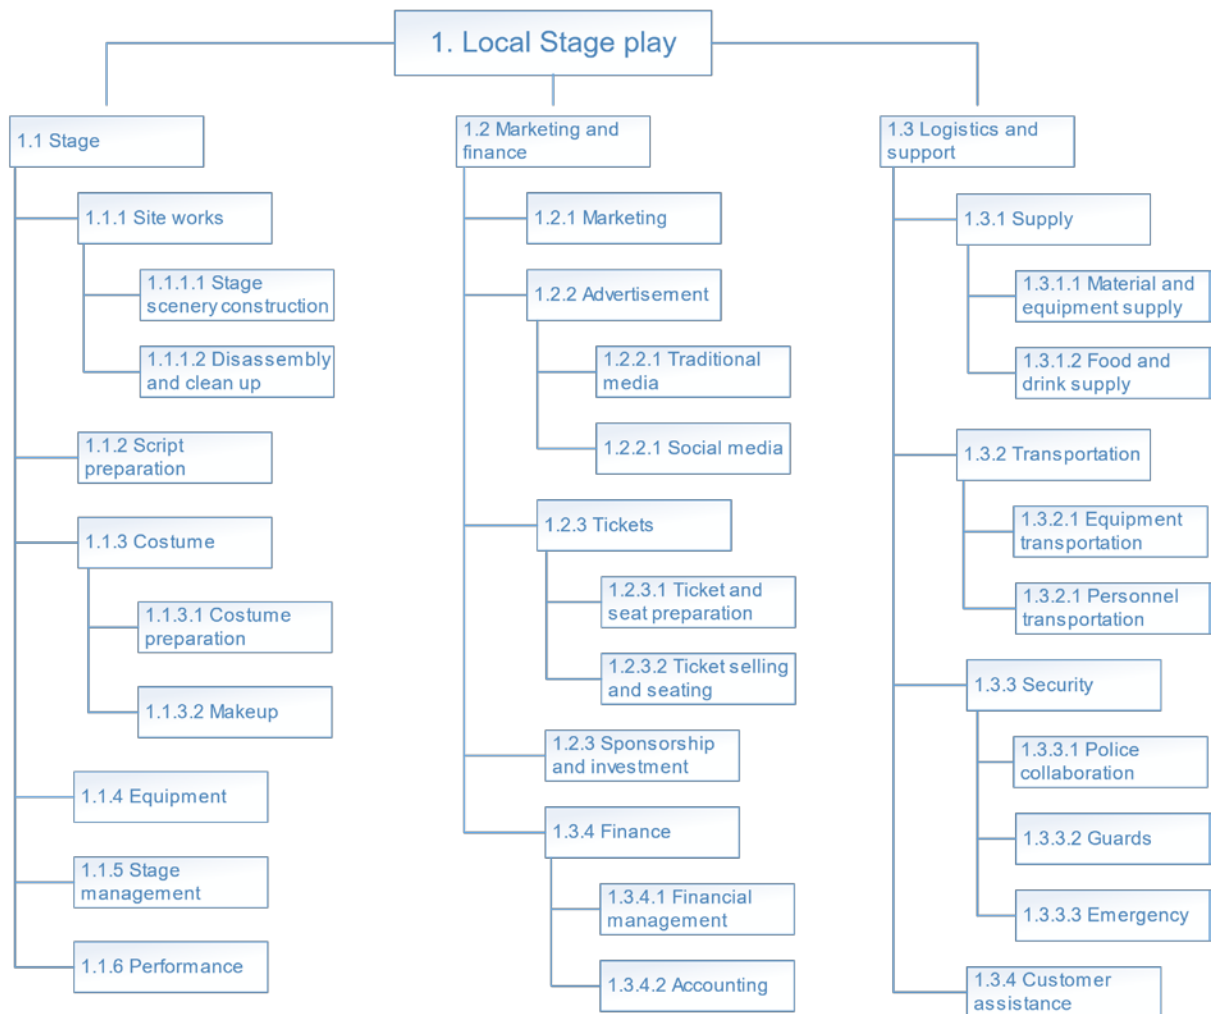 1. Local Stage play
1.1 Stage
1.1.1 Site works
1.1.1.1 Stage
scenery construction
1.1.1.2 Disassembly
and clean up
1.1.2 Script
preparation
1.1.3 Costume
1.1.3.1 Costume
preparation
1.1.3.2 Makeup
1.1.4 Equipment
1.1.5 Stage
management
1.1.6 Performance
1.2 Marketing and
finance
1.2.1 Marketing
1.2.2 Advertisement
1.2.2.1 Traditional
media
1.2.2.1 Social media
1.2.3 Tickets
1.2.3.1 Ticket and
seat preparation
1.2.3.2 Ticket selling
and seating
1.2.3 Sponsorship
and investment
1.3.4 Finance
1.3.4.1 Financial
management
1.3.4.2 Accounting
1.3 Logistics and
support
1.3.1 Supply
1.3.1.1 Material and
equipment supply
1.3.1.2 Food and
drink supply
1.3.2 Transportation
1.3.2.1 Equipment
transportation
1.3.2.1 Personnel
transportation
1.3.3 Security
1.3.3.1 Police
collaboration
1.3.3.2 Guards
1.3.3.3 Emergency
1.3.4 Customer
assistance